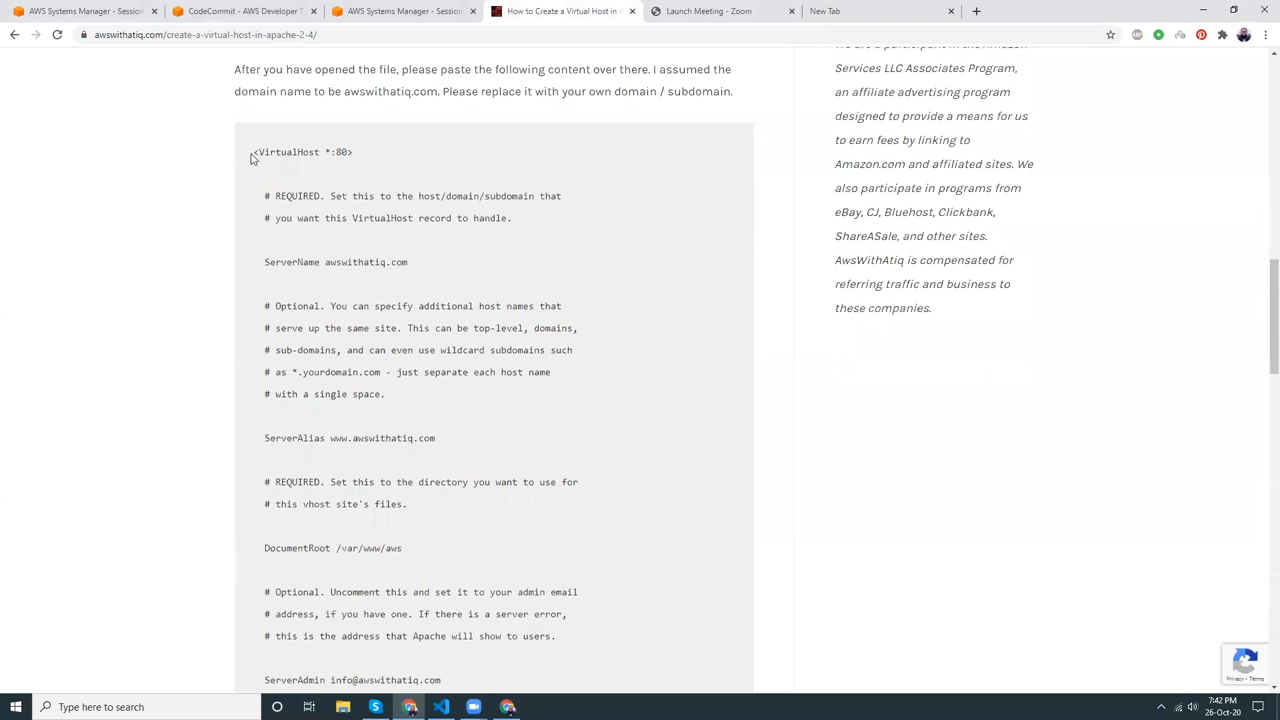 AWS Systems Manager - Session
CodeCommit - AWS Developer T
AWS Systems Manager - Session
How to Create a Virtual Host in A
Launch Meeting - Zoom
New Tab
awswithatiq.com/create-a-virtual-host-in-apache-2-4/
After you have opened the file, please paste the following content over there. I assumed the
domain name to be awswithatiq.com. Please replace it with your own domain / subdomain.
<VirtualHost *:80>
# REQUIRED. Set this to the host/domain/subdomain that
# you want this VirtualHost record to handle.
ServerName awswithatiq.com
# Optional. You can specify additional host names that
# serve up the same site. This can be top-level, domains,
# sub-domains, and can even use wildcard subdomains such
# as *.yourdomain.com - just separate each host name
# with a single space.
ServerAlias www.awswithatiq.com
# REQUIRED. Set this to the directory you want to use for
# this vhost site's files.
DocumentRoot /var/www/aws
# Optional. Uncomment this and set it to your admin email
# address, if you have one. If there is a server error,
# this is the address that Apache will show to users.
ServerAdmin info@awswithatiq.com
We are a participant in the Amazon
Services LLC Associates Program,
an affiliate advertising program
designed to provide a means for us
to earn fees by linking to
Amazon.com and affiliated sites. We
also participate in programs from
eBay, CJ, Bluehost, Clickbank,
ShareASale, and other sites.
AwsWithAtiq is compensated for
referring traffic and business to
these companies.
Privacy - Terms
Type here to search
7:42 PM
26-Oct-20